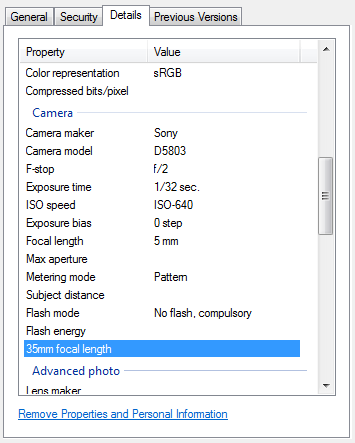 General Security Details Previous Versions
Property Value
Color representation sRGB
Compressed bits/pixel
Camera
Camera maker Sony
Camera model D5803
F-stop f/2
Exposure time 1/32 sec.
ISO speed ISO-640
Exposure bias 0 step
Focal length 5 mm
Max aperture
Metering mode Pattern
Subject distance
Flash mode No flash, compulsory
Flash energy
35mm focal length
Advanced photo
Lens maker
Remove Properties and Personal Information